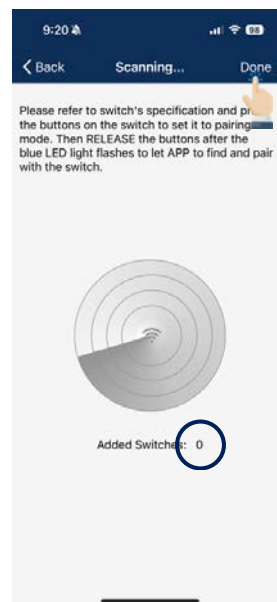 9:20
98
Back
Scanning...
Done
Please refer to switch's specification and
the buttons on the switch to set it to pairing
mode. Then RELEASE the buttons after the
blue LED light flashes to let APP to find and pair
with the switch.
Added Switches: 0